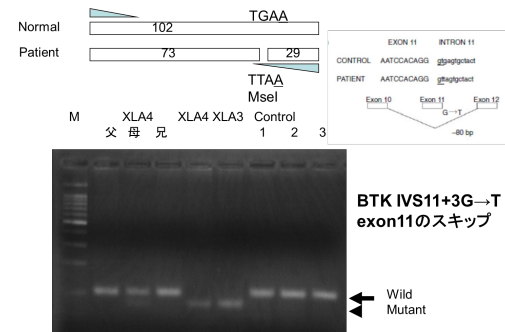 TGAA
Normal
102
Patient
73
29
TTAA
MseI
EXON 11 INTRON 11
CONTROL AATCCACAGG gtgagtgctact
PATIENT AATCCACAGG gttagtgctact
Exon 10 Exon 11 Exon 12
G→T
−80 bp
M XLA4 XLA4 XLA3 Control
父 母 兄 1 2 3
BTK IVS11+3G→T
exon11のスキップ
Wild
Mutant